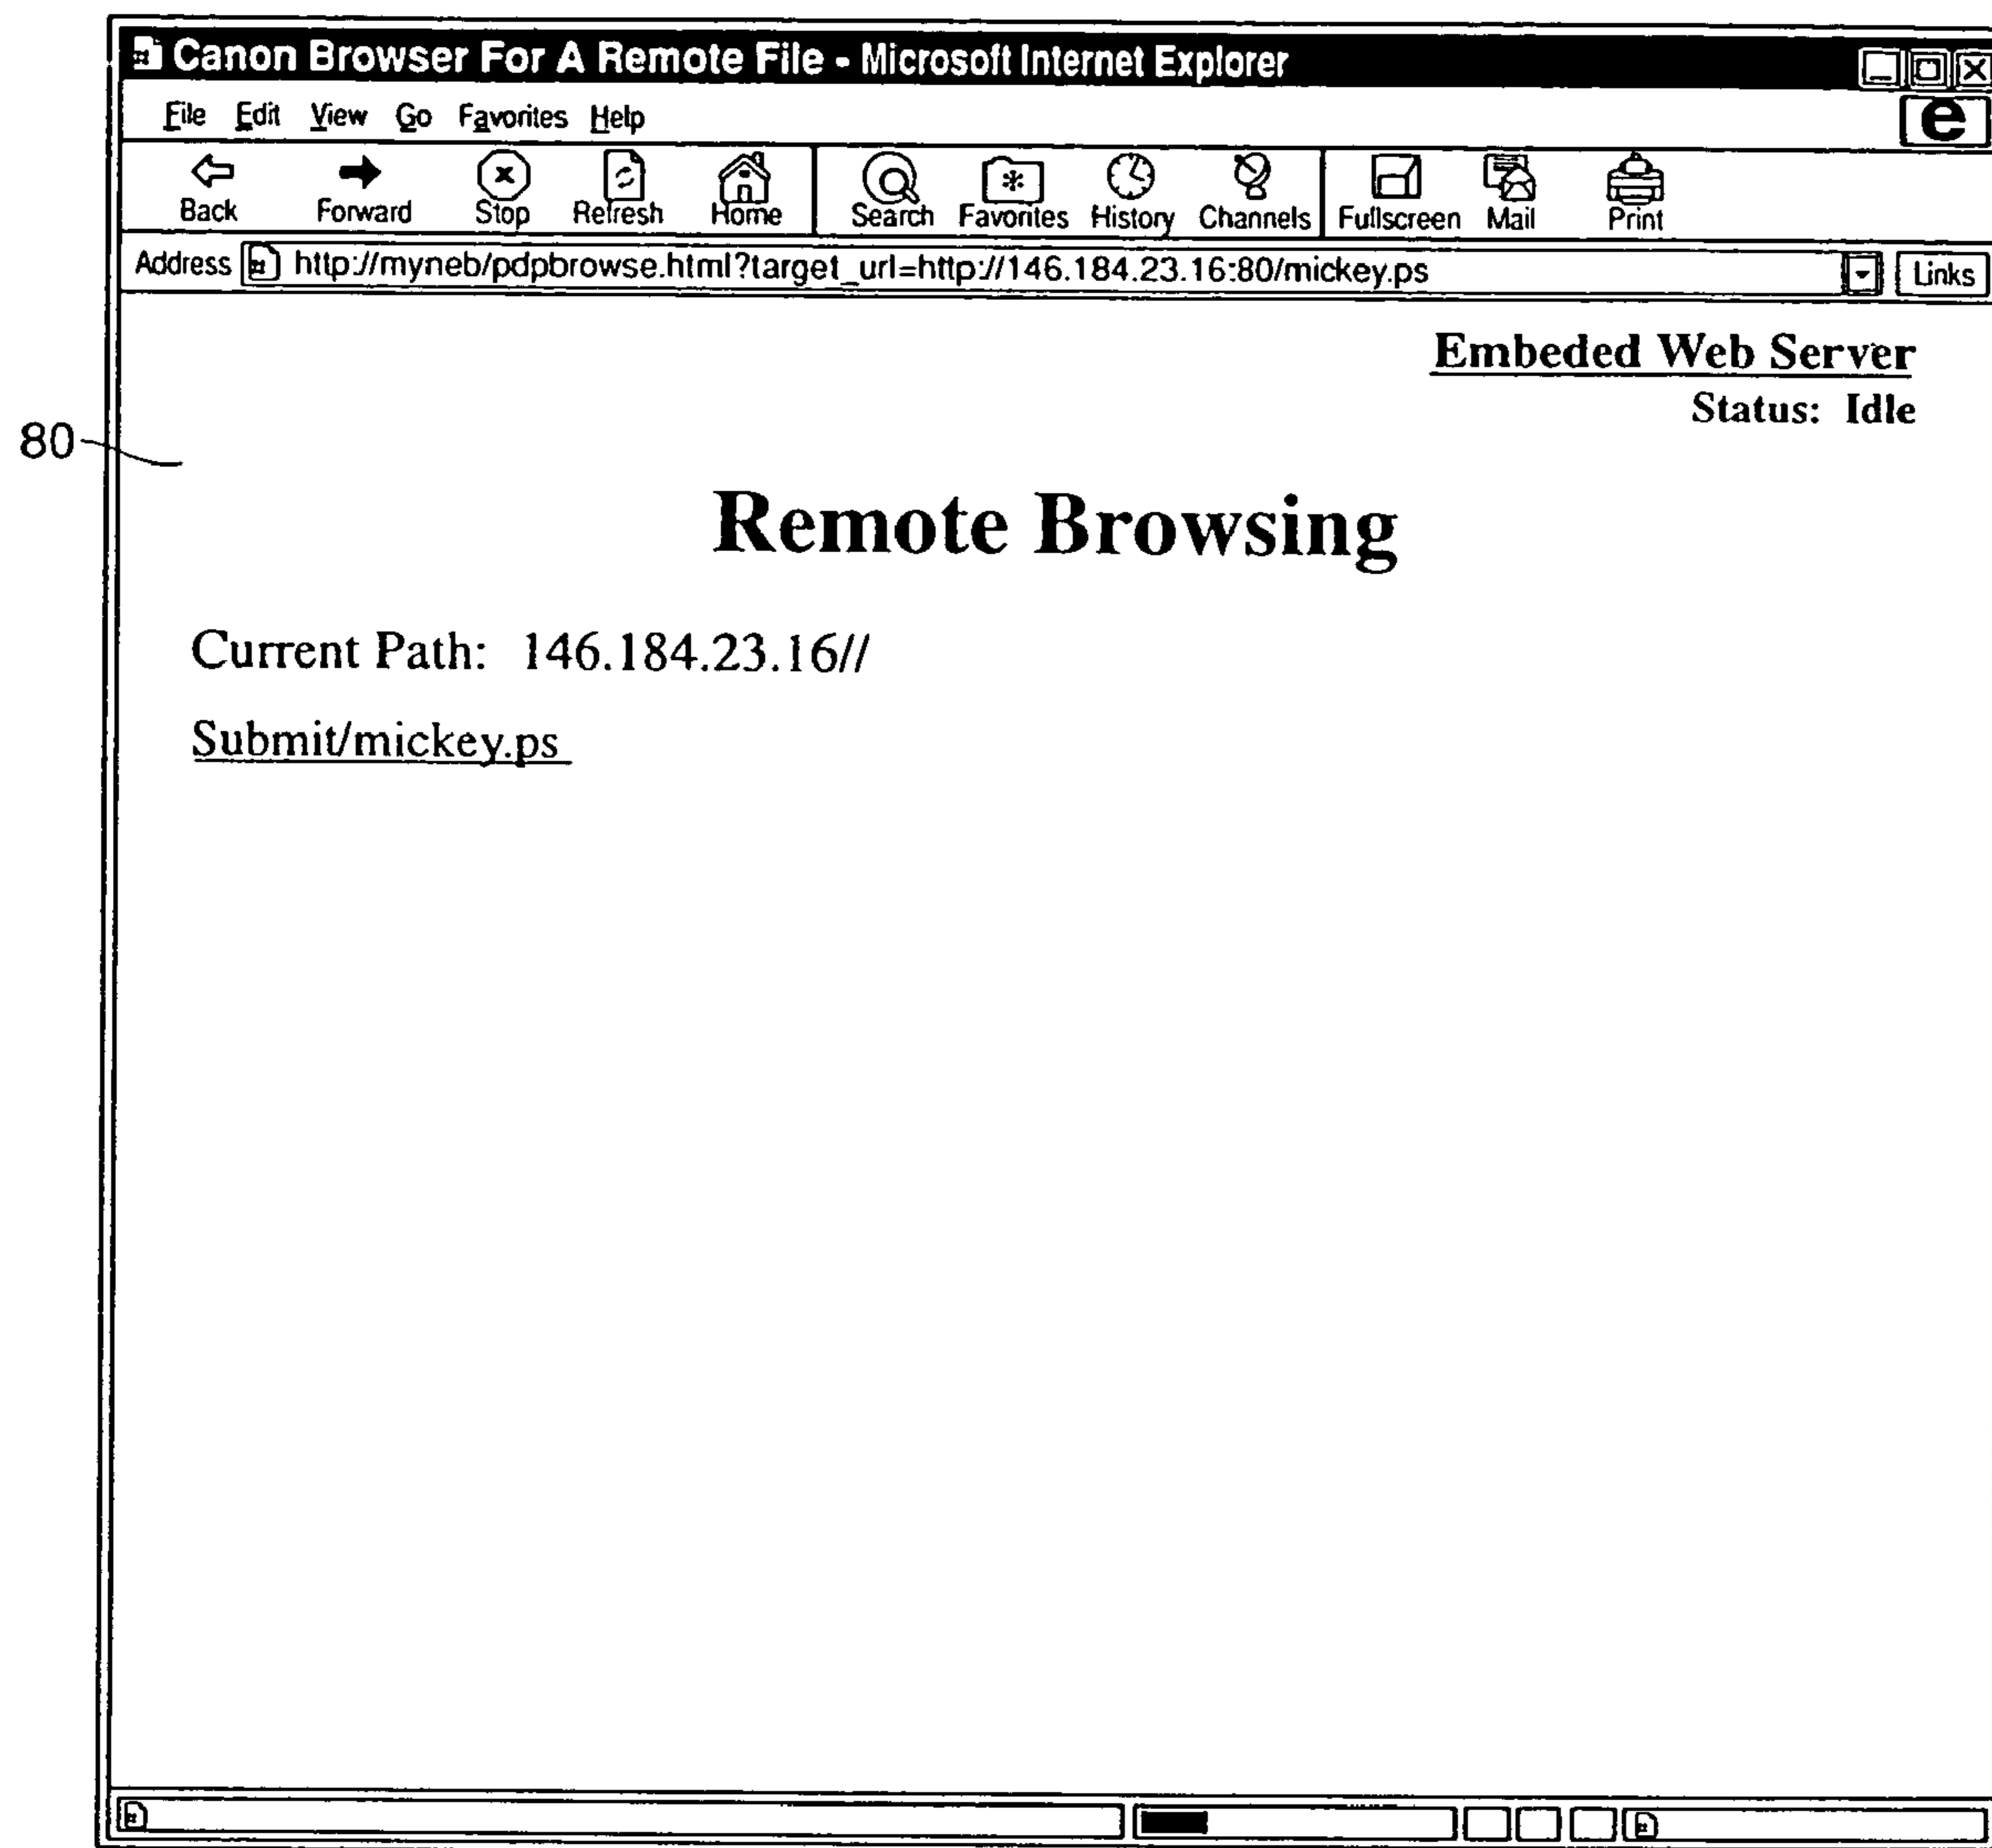 Canon Browser For A Remote File - Microsoft Internet Explorer
File Edit View Go Favorites Help
e
Back Forward Stop Refresh Home Search Favorites History Channels Fullscreen Mail Print
Address http://myneb/pdpbrowse.html?target_url=http://146.184.23.16:80/mickey.ps Links
Embeded Web Server
Status: Idle
80
Remote Browsing
Current Path: 146.184.23.16//
Submit/mickey.ps